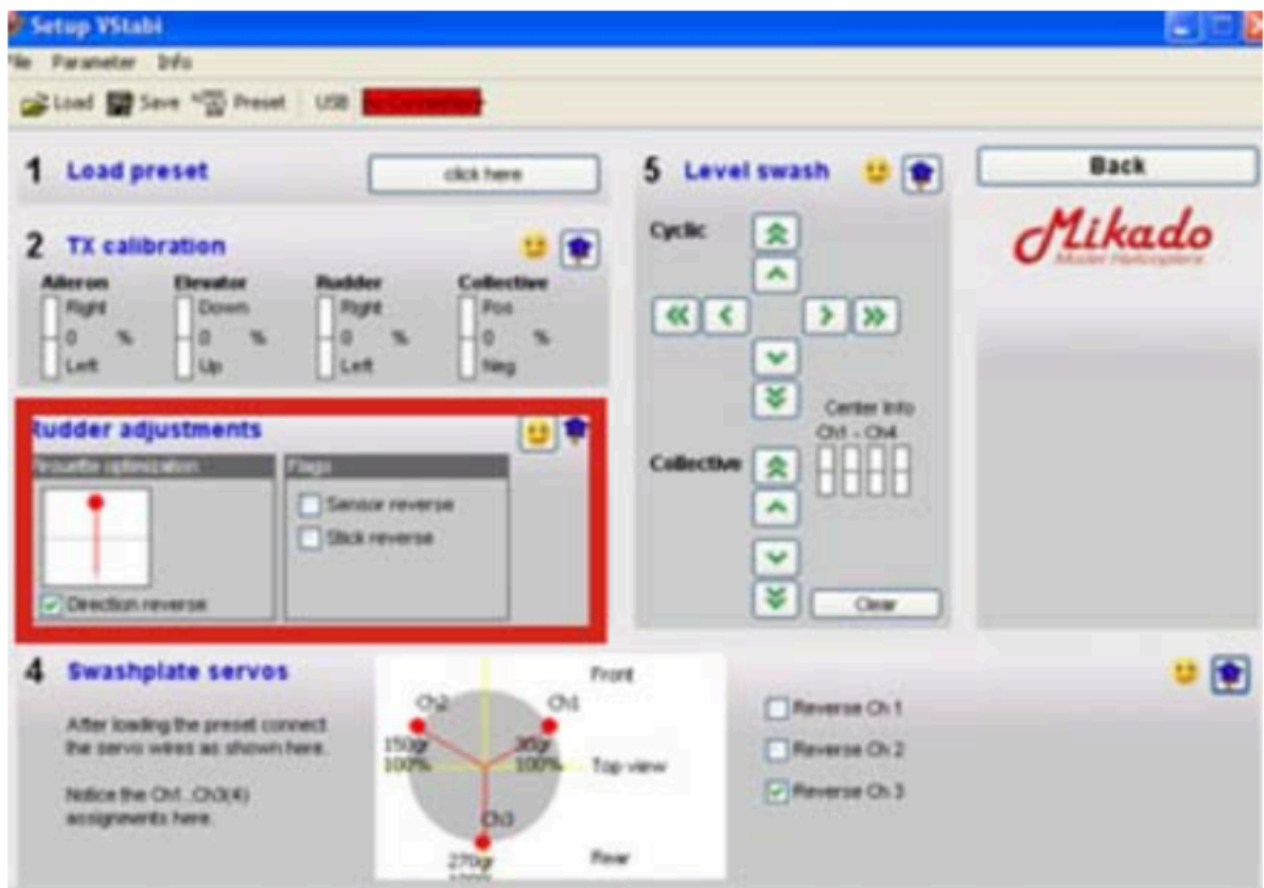 Setup VStabi
File Parameter Info
Load Save Preset USB
1 Load preset
click here
2 TX calibration
Aileron Elevator Rudder Collective
Right Down Right Pos
0 % 0 % 0 % 0 %
Left Up Left Neg
Rudder adjustments
Pirouette optimization
Direction reverse
Flags
Sensor reverse
Stick reverse
4 Swashplate servos
After loading the preset connect
the servo wires as shown here.
Notice the Ch1..Ch3(4)
assignments here.
Front
Ch2 Ch1
150gr 30gr
100% 100% Top view
Ch3
270gr
Rear
Reverse Ch 1
Reverse Ch 2
Reverse Ch 3
5 Level swash
Cyclic
Center Info
Ch1 - Ch4
Collective
Clear
Back
Mikado
Model Helicopters